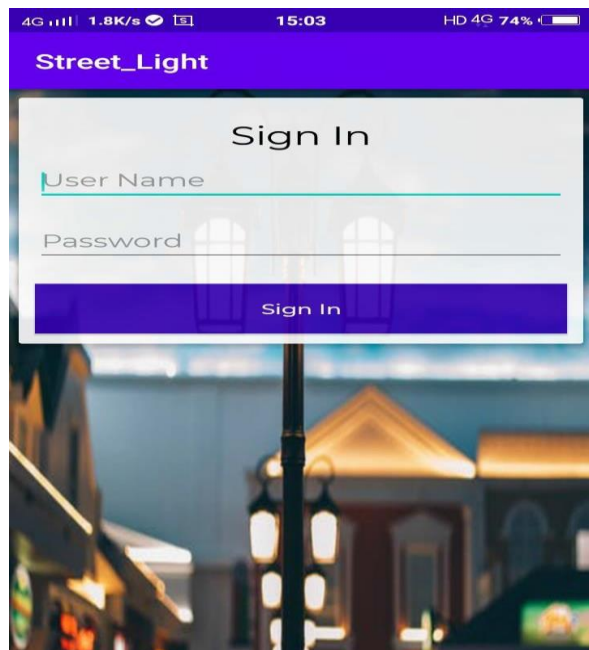 4G 1.8K/s 15:03 HD 4G 74%
Street_Light
Sign In
User Name
Password
Sign In